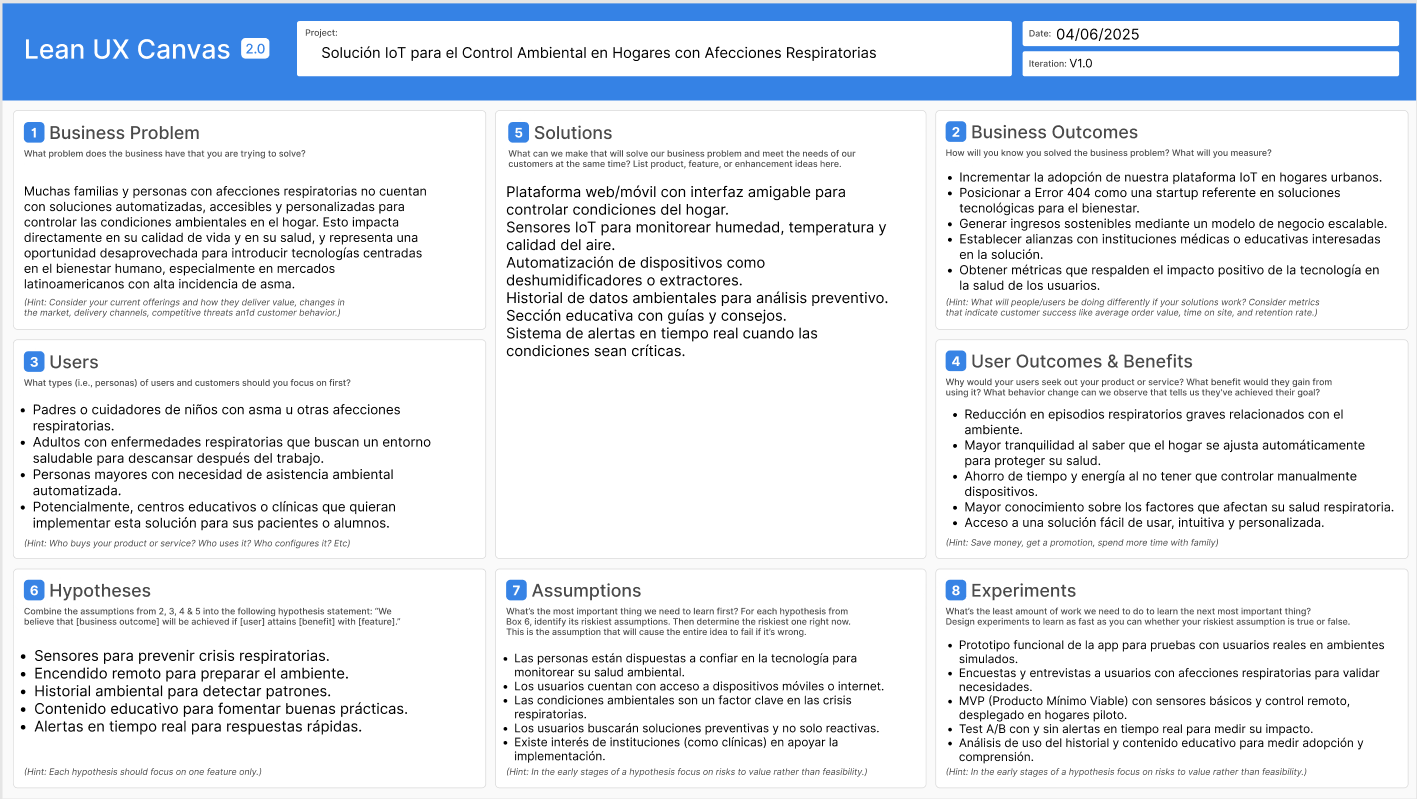 Lean UX Canvas 2.0
Project:
Solución IoT para el Control Ambiental en Hogares con Afecciones Respiratorias
Date: 04/06/2025
Iteration: V1.0
1 Business Problem
What problem does the business have that you are trying to solve?
Muchas familias y personas con afecciones respiratorias no cuentan
con soluciones automatizadas, accesibles y personalizadas para
controlar las condiciones ambientales en el hogar. Esto impacta
directamente en su calidad de vida y en su salud, y representa una
oportunidad desaprovechada para introducir tecnologías centradas
en el bienestar humano, especialmente en mercados
latinoamericanos con alta incidencia de asma.
(Hint: Consider your current offerings and how they deliver value, changes in
the market, delivery channels, competitive threats an1d customer behavior.)
5 Solutions
What can we make that will solve our business problem and meet the needs of our
customers at the same time? List product, feature, or enhancement ideas here.
Plataforma web/móvil con interfaz amigable para
controlar condiciones del hogar.
Sensores IoT para monitorear humedad, temperatura y
calidad del aire.
Automatización de dispositivos como
deshumidificadores o extractores.
Historial de datos ambientales para análisis preventivo.
Sección educativa con guías y consejos.
Sistema de alertas en tiempo real cuando las
condiciones sean críticas.
2 Business Outcomes
How will you know you solved the business problem? What will you measure?
• Incrementar la adopción de nuestra plataforma IoT en hogares urbanos.
• Posicionar a Error 404 como una startup referente en soluciones
tecnológicas para el bienestar.
• Generar ingresos sostenibles mediante un modelo de negocio escalable.
• Establecer alianzas con instituciones médicas o educativas interesadas
en la solución.
• Obtener métricas que respalden el impacto positivo de la tecnología en
la salud de los usuarios.
(Hint: What will people/users be doing differently if your solutions work? Consider metrics
that indicate customer success like average order value, time on site, and retention rate.)
3 Users
What types (i.e., personas) of users and customers should you focus on first?
• Padres o cuidadores de niños con asma u otras afecciones
respiratorias.
• Adultos con enfermedades respiratorias que buscan un entorno
saludable para descansar después del trabajo.
• Personas mayores con necesidad de asistencia ambiental
automatizada.
• Potencialmente, centros educativos o clínicas que quieran
implementar esta solución para sus pacientes o alumnos.
(Hint: Who buys your product or service? Who uses it? Who configures it? Etc)
4 User Outcomes & Benefits
Why would your users seek out your product or service? What benefit would they gain from
using it? What behavior change can we observe that tells us they've achieved their goal?
• Reducción en episodios respiratorios graves relacionados con el
ambiente.
• Mayor tranquilidad al saber que el hogar se ajusta automáticamente
para proteger su salud.
• Ahorro de tiempo y energía al no tener que controlar manualmente
dispositivos.
• Mayor conocimiento sobre los factores que afectan su salud respiratoria.
• Acceso a una solución fácil de usar, intuitiva y personalizada.
(Hint: Save money, get a promotion, spend more time with family)
6 Hypotheses
Combine the assumptions from 2, 3, 4 & 5 into the following hypothesis statement: "We
believe that [business outcome] will be achieved if [user] attains [benefit] with [feature]."
• Sensores para prevenir crisis respiratorias.
• Encendido remoto para preparar el ambiente.
• Historial ambiental para detectar patrones.
• Contenido educativo para fomentar buenas prácticas.
• Alertas en tiempo real para respuestas rápidas.
(Hint: Each hypothesis should focus on one feature only.)
7 Assumptions
What's the most important thing we need to learn first? For each hypothesis from
Box 6, identify its riskiest assumptions. Then determine the riskiest one right now.
This is the assumption that will cause the entire idea to fail if it's wrong.
• Las personas están dispuestas a confiar en la tecnología para
monitorear su salud ambiental.
• Los usuarios cuentan con acceso a dispositivos móviles o internet.
• Las condiciones ambientales son un factor clave en las crisis
respiratorias.
• Los usuarios buscarán soluciones preventivas y no solo reactivas.
• Existe interés de instituciones (como clínicas) en apoyar la
implementación.
(Hint: In the early stages of a hypothesis focus on risks to value rather than feasibility.)
8 Experiments
What's the least amount of work we need to do to learn the next most important thing?
Design experiments to learn as fast as you can whether your riskiest assumption is true or false.
• Prototipo funcional de la app para pruebas con usuarios reales en ambientes
simulados.
• Encuestas y entrevistas a usuarios con afecciones respiratorias para validar
necesidades.
• MVP (Producto Mínimo Viable) con sensores básicos y control remoto,
desplegado en hogares piloto.
• Test A/B con y sin alertas en tiempo real para medir su impacto.
• Análisis de uso del historial y contenido educativo para medir adopción y
comprensión.
(Hint: In the early stages of a hypothesis focus on risks to value rather than feasibility.)